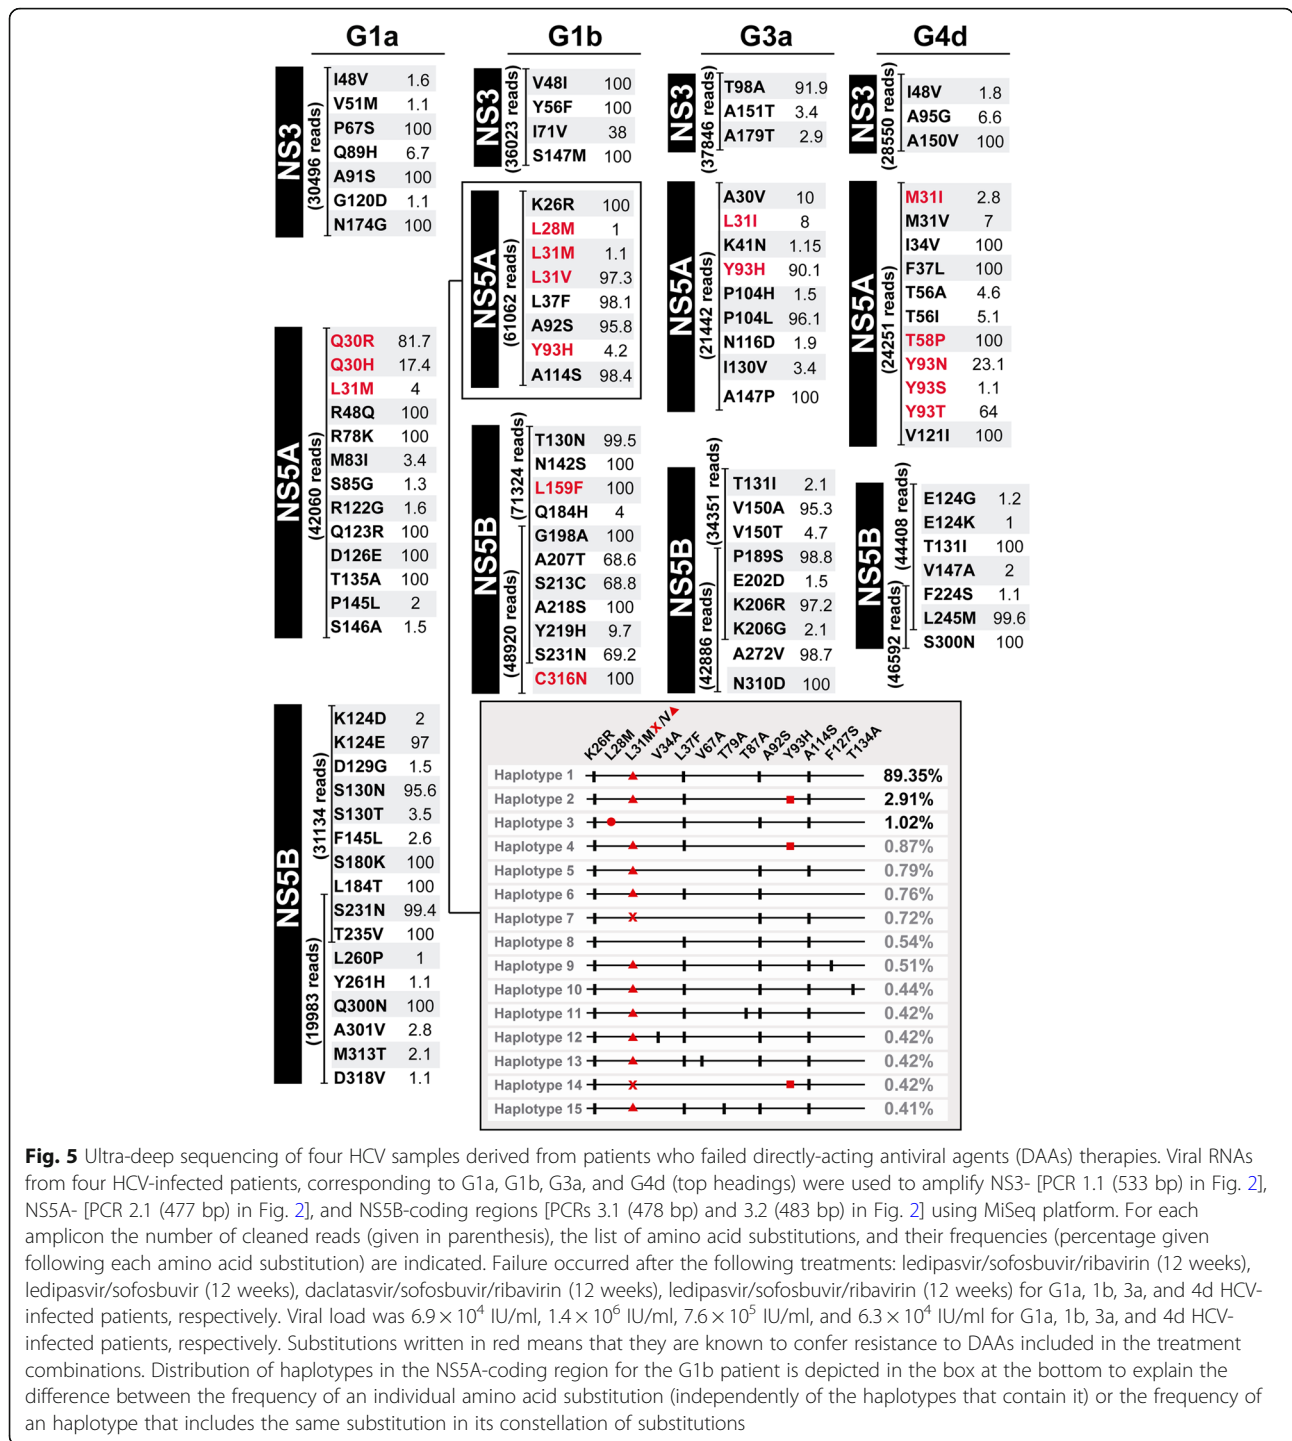 G1a
NS3
(30496 reads)
I48V 1.6
V51M 1.1
P67S 100
Q89H 6.7
A91S 100
G120D 1.1
N174G 100
NS5A
(42060 reads)
Q30R 81.7
Q30H 17.4
L31M 4
R48Q 100
R78K 100
M83I 3.4
S85G 1.3
R122G 1.6
Q123R 100
D126E 100
T135A 100
P145L 2
S146A 1.5
NS5B
(31134 reads)
(19983 reads)
K124D 2
K124E 97
D129G 1.5
S130N 95.6
S130T 3.5
F145L 2.6
S180K 100
L184T 100
S231N 99.4
T235V 100
L260P 1
Y261H 1.1
Q300N 100
A301V 2.8
M313T 2.1
D318V 1.1
G1b
NS3
(36023 reads)
V48I 100
Y56F 100
I71V 38
S147M 100
NS5A
(61062 reads)
K26R 100
L28M 1
L31M 1.1
L31V 97.3
L37F 98.1
A92S 95.8
Y93H 4.2
A114S 98.4
NS5B
(71324 reads)
(48920 reads)
T130N 99.5
N142S 100
L159F 100
Q184H 4
G198A 100
A207T 68.6
S213C 68.8
A218S 100
Y219H 9.7
S231N 69.2
C316N 100
G3a
NS3
(37846 reads)
T98A 91.9
A151T 3.4
A179T 2.9
NS5A
(21442 reads)
A30V 10
L31I 8
K41N 1.15
Y93H 90.1
P104H 1.5
P104L 96.1
N116D 1.9
I130V 3.4
A147P 100
NS5B
(34351 reads)
(42886 reads)
T131I 2.1
V150A 95.3
V150T 4.7
P189S 98.8
E202D 1.5
K206R 97.2
K206G 2.1
A272V 98.7
N310D 100
G4d
NS3
(28550 reads)
I48V 1.8
A95G 6.6
A150V 100
NS5A
(24251 reads)
M31I 2.8
M31V 7
I34V 100
F37L 100
T56A 4.6
T56I 5.1
T58P 100
Y93N 23.1
Y93S 1.1
Y93T 64
V121I 100
NS5B
(44408 reads)
(46592 reads)
E124G 1.2
E124K 1
T131I 100
V147A 2
F224S 1.1
L245M 99.6
S300N 100
K26R L28M L31Mx/V▲ V34A L37F V67A T79A T87A A92S Y93H A114S F127S T134A
Haplotype 1 89.35%
Haplotype 2 2.91%
Haplotype 3 1.02%
Haplotype 4 0.87%
Haplotype 5 0.79%
Haplotype 6 0.76%
Haplotype 7 0.72%
Haplotype 8 0.54%
Haplotype 9 0.51%
Haplotype 10 0.44%
Haplotype 11 0.42%
Haplotype 12 0.42%
Haplotype 13 0.42%
Haplotype 14 0.42%
Haplotype 15 0.41%
Fig. 5 Ultra-deep sequencing of four HCV samples derived from patients who failed directly-acting antiviral agents (DAAs) therapies. Viral RNAs
from four HCV-infected patients, corresponding to G1a, G1b, G3a, and G4d (top headings) were used to amplify NS3- [PCR 1.1 (533 bp) in Fig. 2],
NS5A- [PCR 2.1 (477 bp) in Fig. 2], and NS5B-coding regions [PCRs 3.1 (478 bp) and 3.2 (483 bp) in Fig. 2] using MiSeq platform. For each
amplicon the number of cleaned reads (given in parenthesis), the list of amino acid substitutions, and their frequencies (percentage given
following each amino acid substitution) are indicated. Failure occurred after the following treatments: ledipasvir/sofosbuvir/ribavirin (12 weeks),
ledipasvir/sofosbuvir (12 weeks), daclatasvir/sofosbuvir/ribavirin (12 weeks), ledipasvir/sofosbuvir/ribavirin (12 weeks) for G1a, 1b, 3a, and 4d HCV-
infected patients, respectively. Viral load was 6.9 × 10⁴ IU/ml, 1.4 × 10⁶ IU/ml, 7.6 × 10⁵ IU/ml, and 6.3 × 10⁴ IU/ml for G1a, 1b, 3a, and 4d HCV-
infected patients, respectively. Substitutions written in red means that they are known to confer resistance to DAAs included in the treatment
combinations. Distribution of haplotypes in the NS5A-coding region for the G1b patient is depicted in the box at the bottom to explain the
difference between the frequency of an individual amino acid substitution (independently of the haplotypes that contain it) or the frequency of
an haplotype that includes the same substitution in its constellation of substitutions